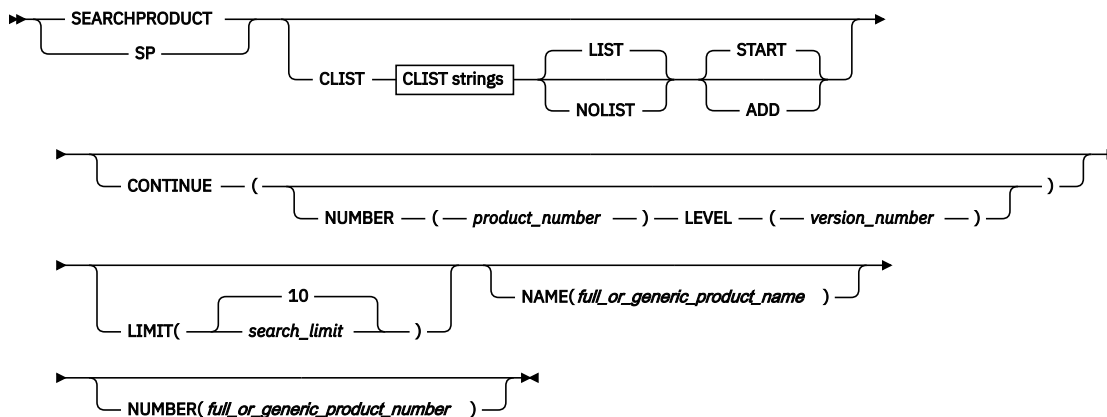 SEARCHPRODUCT
SP
CLIST CLIST strings LIST
NOLIST
START
ADD
CONTINUE ( NUMBER ( product_number ) LEVEL ( version_number ) )
LIMIT( 10
search_limit )
NAME( full_or_generic_product_name )
NUMBER( full_or_generic_product_number )